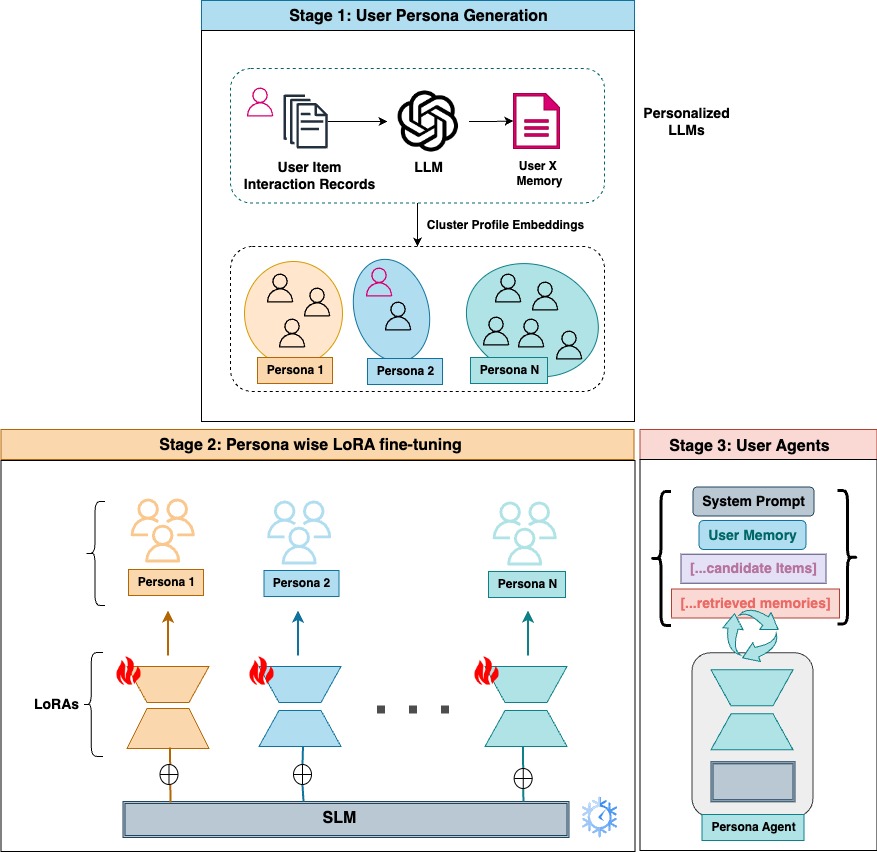 Stage 1: User Persona Generation
Personalized
LLMs
User Item
Interaction Records
LLM
User X
Memory
Cluster Profile Embeddings
Persona 1
Persona 2
Persona N
Stage 2: Persona wise LoRA fine-tuning
Persona 1
Persona 2
Persona N
LoRAs
SLM
Stage 3: User Agents
System Prompt
User Memory
[...candidate Items]
[...retrieved memories]
Persona Agent